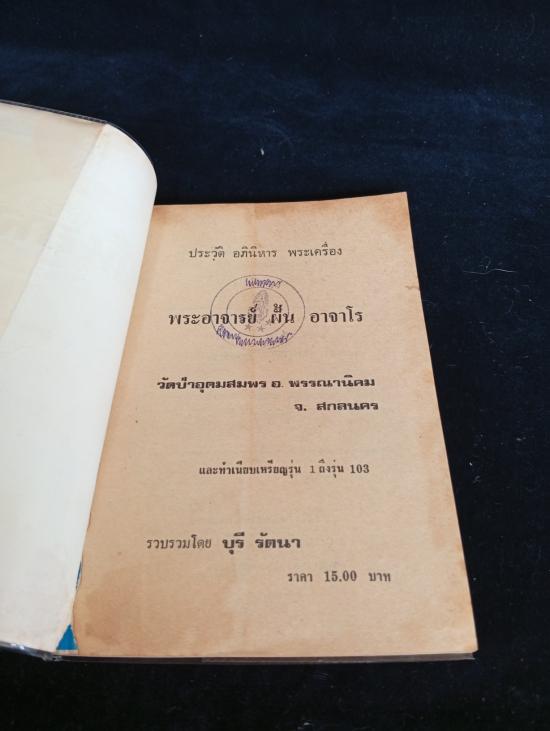 ประวัติ อภินิหาร พระเครื่อง
พระอาจารย์ ฝั้น อาจาโร
วัดป่าอุดมสมพร อ. พรรณานิคม
จ. สกลนคร
และทำเนียบเหรียญรุ่น 1 ถึงรุ่น 103
รวบรวมโดย บุรี รัตนา
ราคา 15.00 บาท